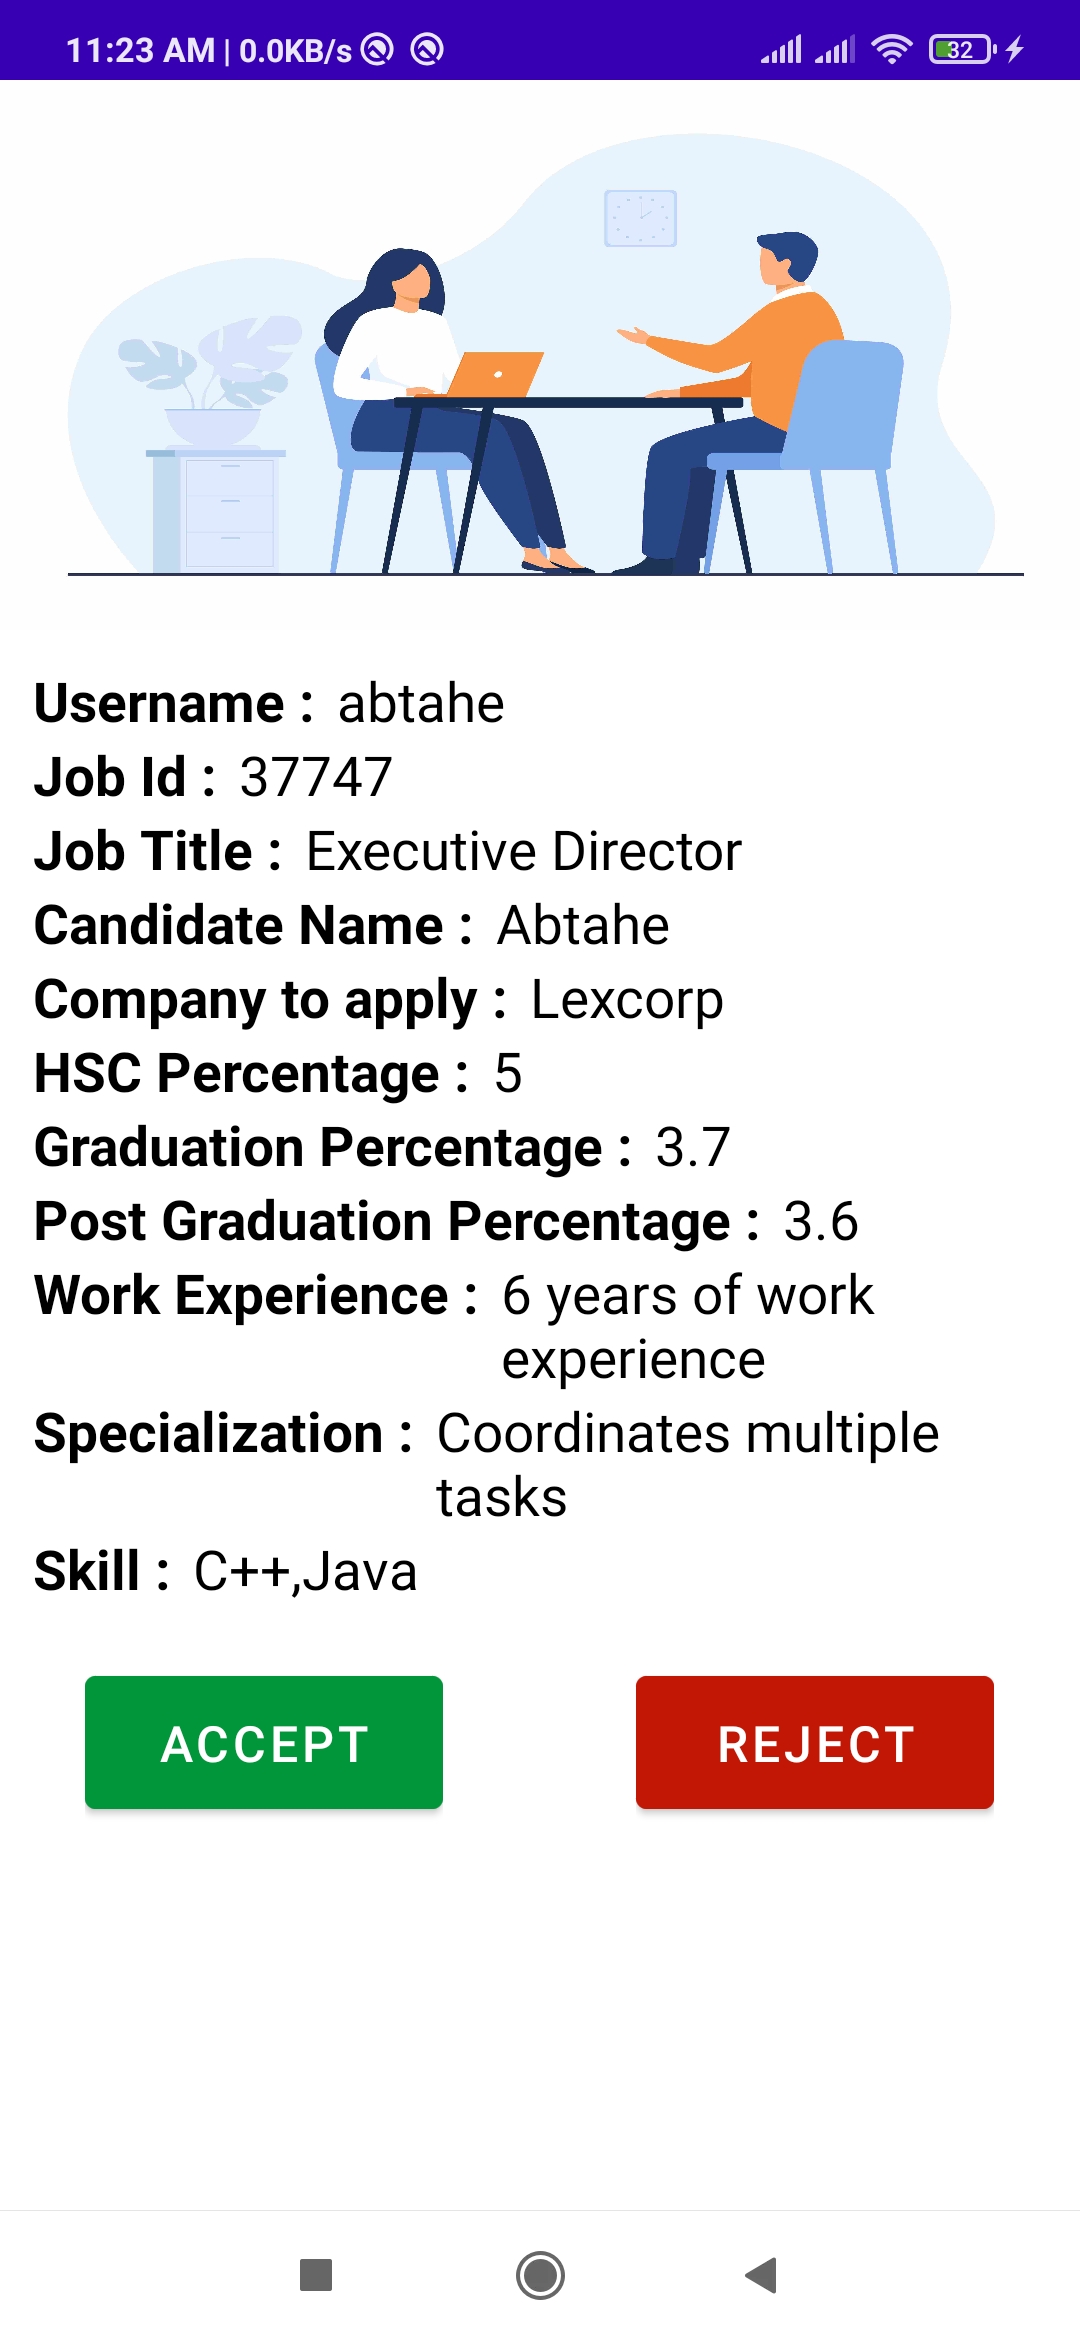 11:23 AM | 0.0KB/s 32
Username : abtahe
Job Id : 37747
Job Title : Executive Director
Candidate Name : Abtahe
Company to apply : Lexcorp
HSC Percentage : 5
Graduation Percentage : 3.7
Post Graduation Percentage : 3.6
Work Experience : 6 years of work
experience
Specialization : Coordinates multiple
tasks
Skill : C++,Java
ACCEPT REJECT